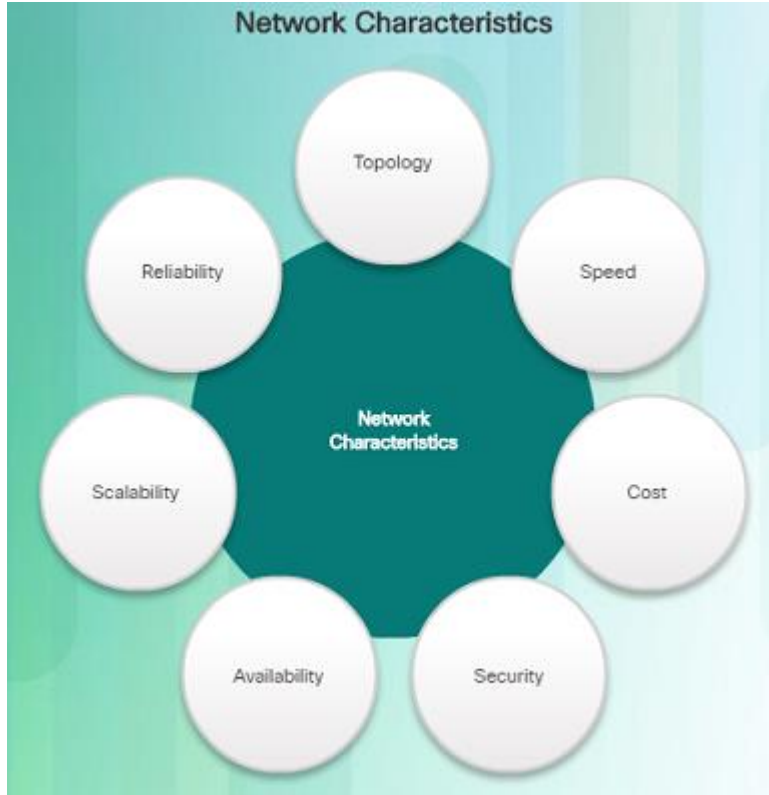 Network Characteristics
Topology
Reliability
Speed
Network
Characteristics
Scalability
Cost
Availability
Security